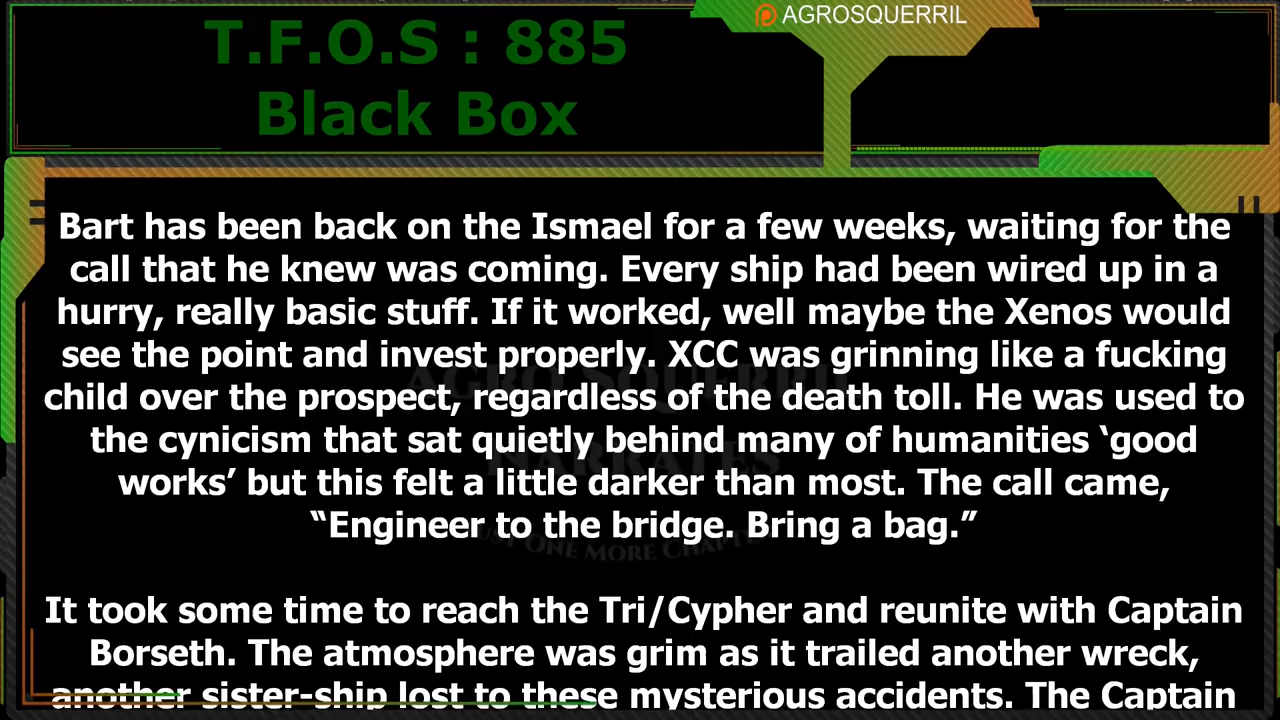 AGROSQUERRIL
T.F.O.S : 885
Black Box
Bart has been back on the Ismael for a few weeks, waiting for the
call that he knew was coming. Every ship had been wired up in a
hurry, really basic stuff. If it worked, well maybe the Xenos would
see the point and invest properly. XCC was grinning like a fucking
child over the prospect, regardless of the death toll. He was used to
the cynicism that sat quietly behind many of humanities ‘good
works’ but this felt a little darker than most. The call came,
“Engineer to the bridge. Bring a bag.”
It took some time to reach the Tri/Cypher and reunite with Captain
Borseth. The atmosphere was grim as it trailed another wreck,
another sister-ship lost to these mysterious accidents. The Captain